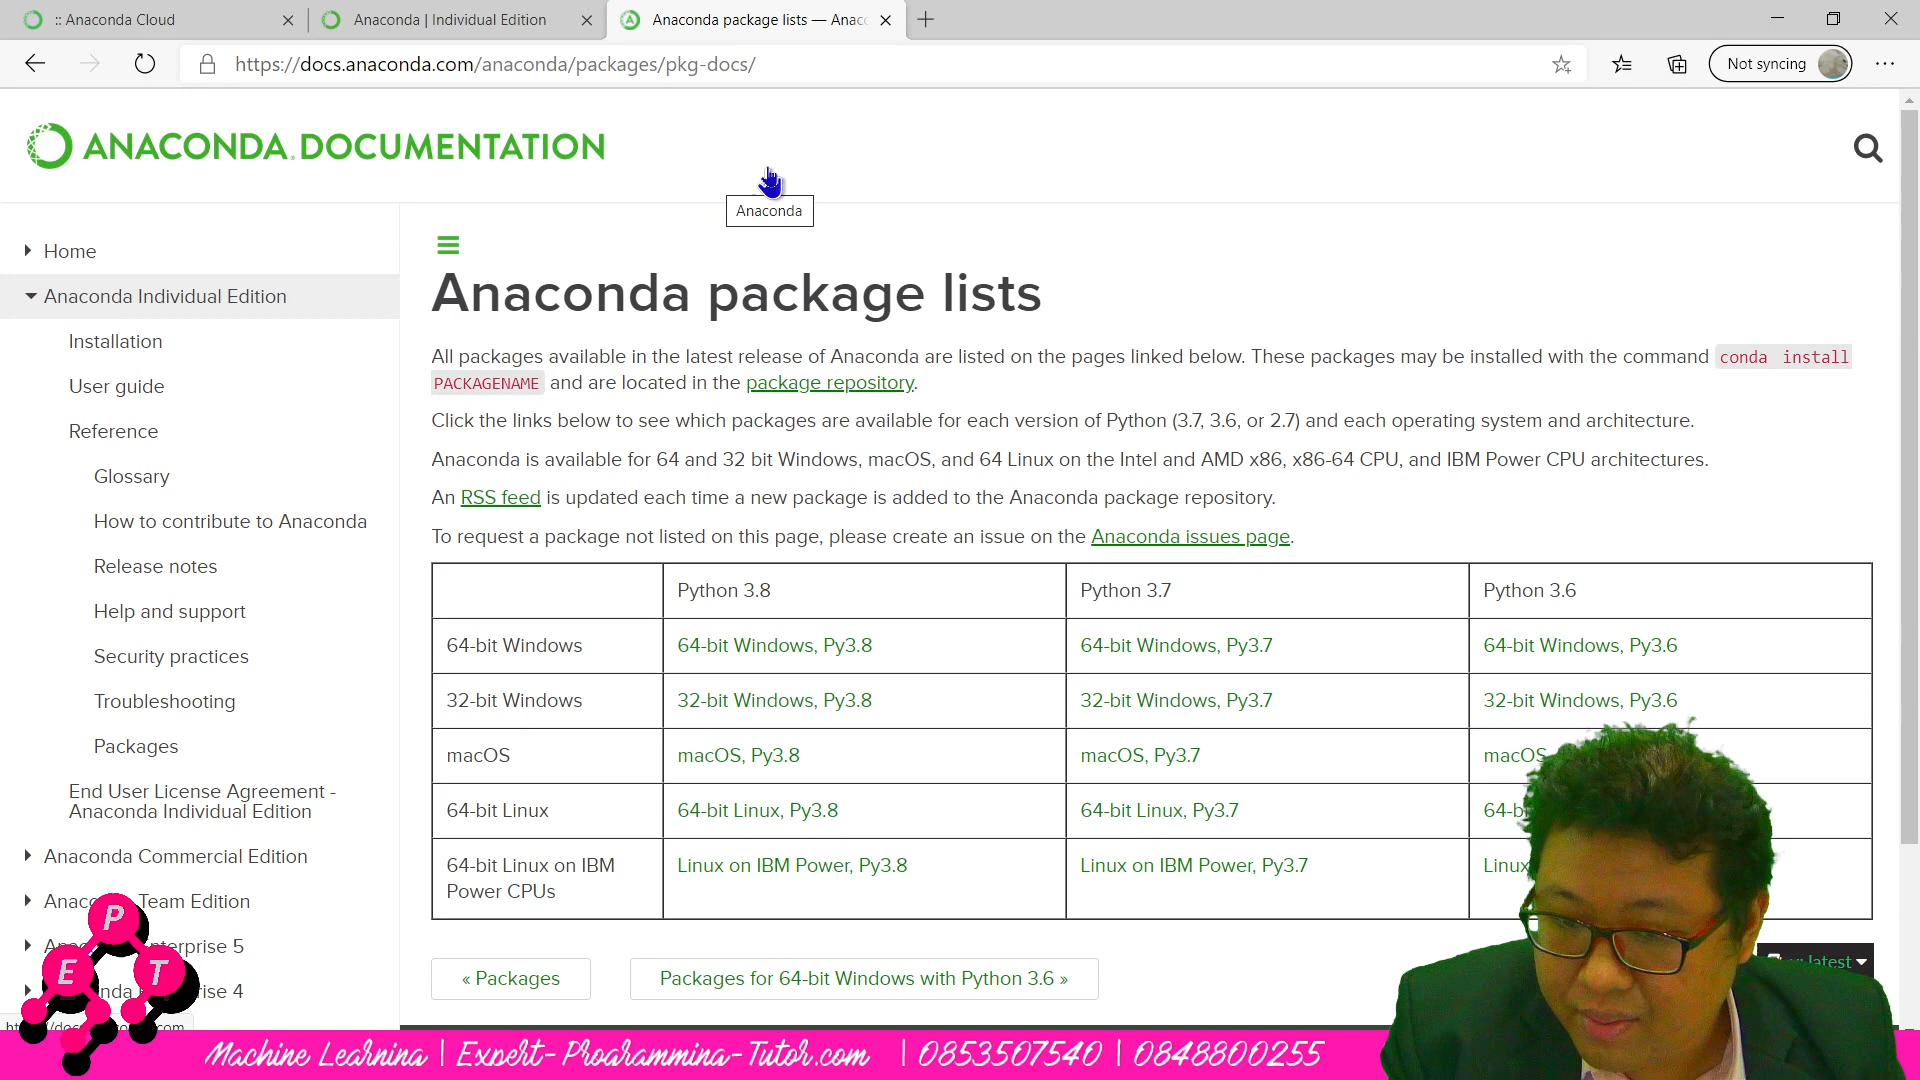 :: Anaconda Cloud
Anaconda | Individual Edition
Anaconda package lists — Anac
https://docs.anaconda.com/anaconda/packages/pkg-docs/
Not syncing
ANACONDA DOCUMENTATION
Anaconda
Home
Anaconda Individual Edition
Installation
User guide
Reference
Glossary
How to contribute to Anaconda
Release notes
Help and support
Security practices
Troubleshooting
Packages
End User License Agreement -
Anaconda Individual Edition
Anaconda Commercial Edition
Team Edition
5
4
Anaconda package lists
All packages available in the latest release of Anaconda are listed on the pages linked below. These packages may be installed with the command conda install
PACKAGENAME and are located in the package repository.
Click the links below to see which packages are available for each version of Python (3.7, 3.6, or 2.7) and each operating system and architecture.
Anaconda is available for 64 and 32 bit Windows, macOS, and 64 Linux on the Intel and AMD x86, x86-64 CPU, and IBM Power CPU architectures.
An RSS feed is updated each time a new package is added to the Anaconda package repository.
To request a package not listed on this page, please create an issue on the Anaconda issues page.
Python 3.8 Python 3.7 Python 3.6
64-bit Windows 64-bit Windows, Py3.8 64-bit Windows, Py3.7 64-bit Windows, Py3.6
32-bit Windows 32-bit Windows, Py3.8 32-bit Windows, Py3.7 32-bit Windows, Py3.6
macOS macOS, Py3.8 macOS, Py3.7 macOS
64-bit Linux 64-bit Linux, Py3.8 64-bit Linux, Py3.7 64-b
64-bit Linux on IBM
Power CPUs Linux on IBM Power, Py3.8 Linux on IBM Power, Py3.7 Linux
« Packages
Packages for 64-bit Windows with Python 3.6 »
latest
P
E T
Machine Learning | Expert-Programming-Tutor.com | 0853507540 | 0848800255